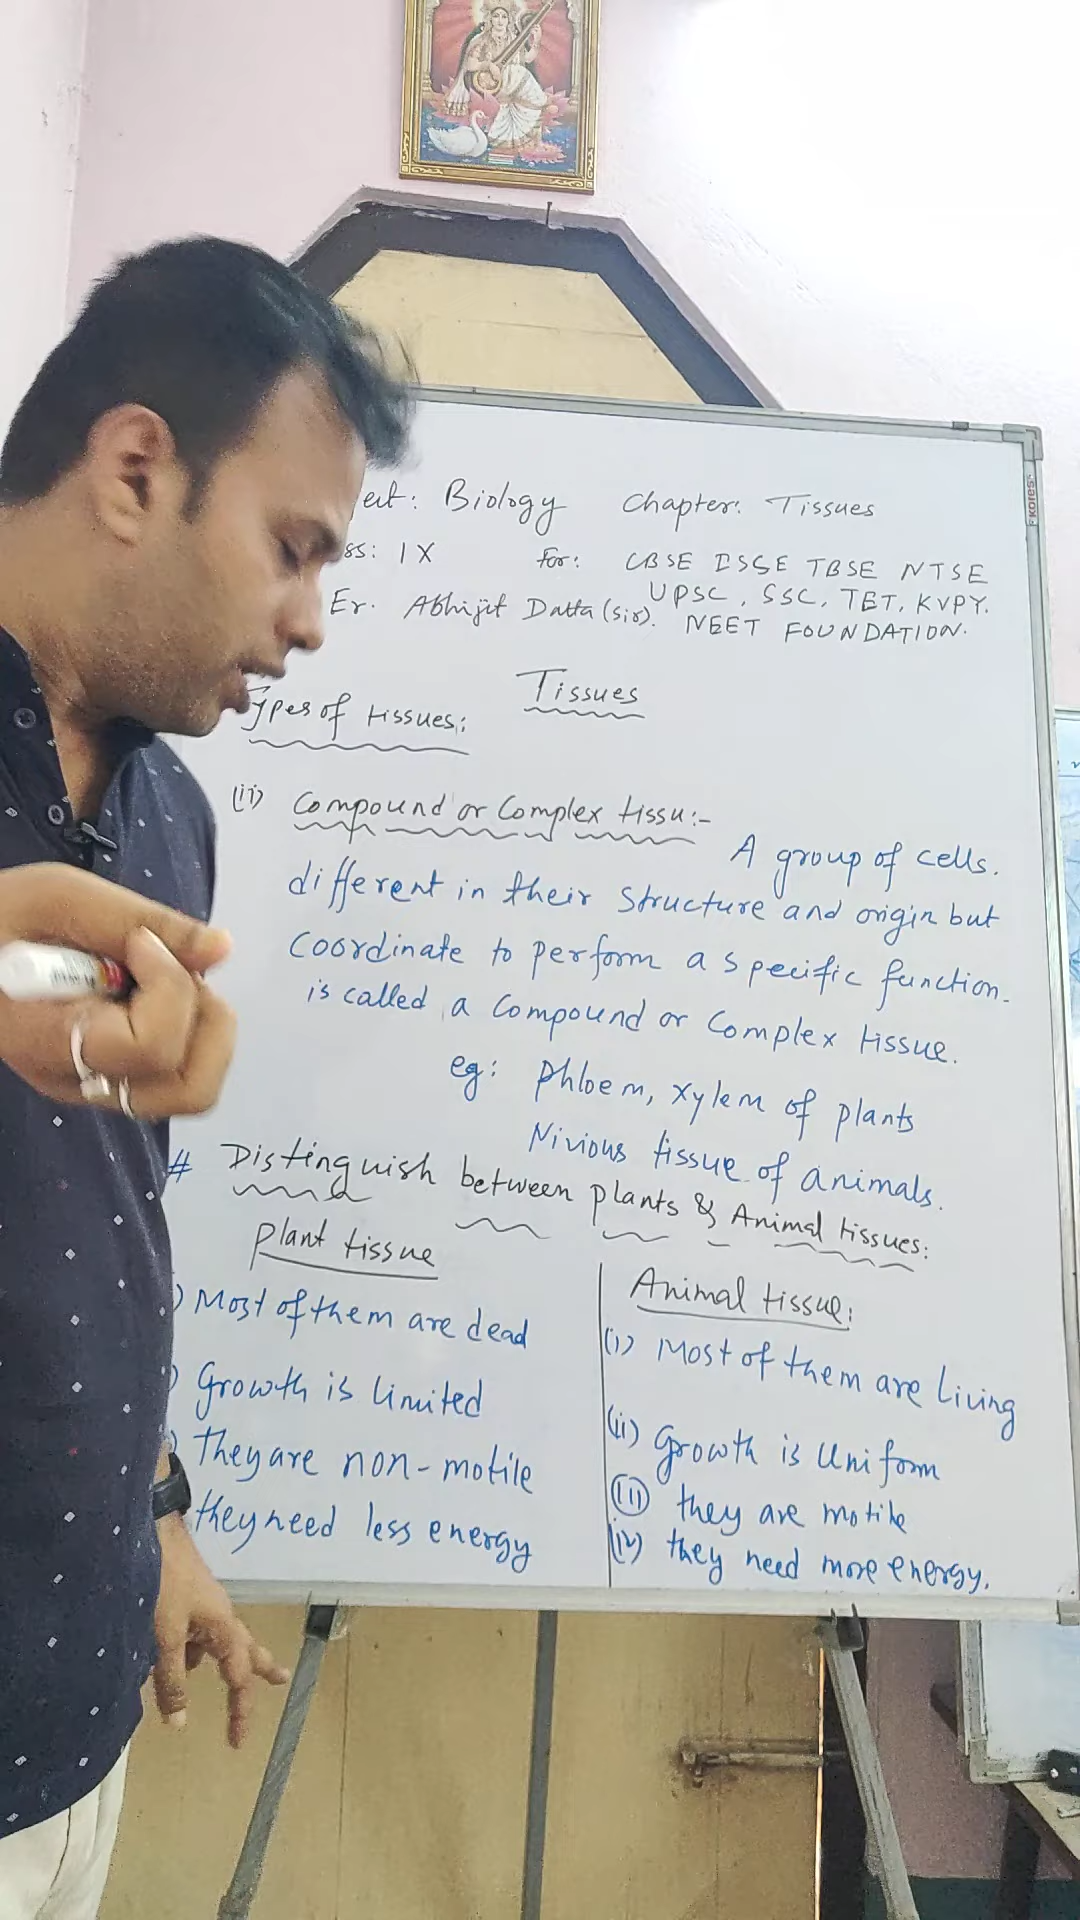 ect: Biology Chapter: Tissues
ss: IX For: CBSE ISCE TBSE NTSE
UPSC, SSC, TET, KVPY.
Er. Abhijit Datta (Sir). NEET FOUNDATION.
Tissues
Types of tissues:
(ii) Compound or Complex tissu:-
A group of cells.
different in their structure and origin but
Coordinate to perform a specific function.
is called a Compound or Complex tissue.
eg: Phloem, xylem of plants
Nivious tissue of animals.
# Distinguish between plants & Animal tissues:
Plant tissue
) Most of them are dead
) Growth is limited
) They are non-motile
they need less energy
Animal tissue:
(i) Most of them are living
(ii) Growth is Uniform
(iii) they are motile
(iv) they need more energy.
KORES